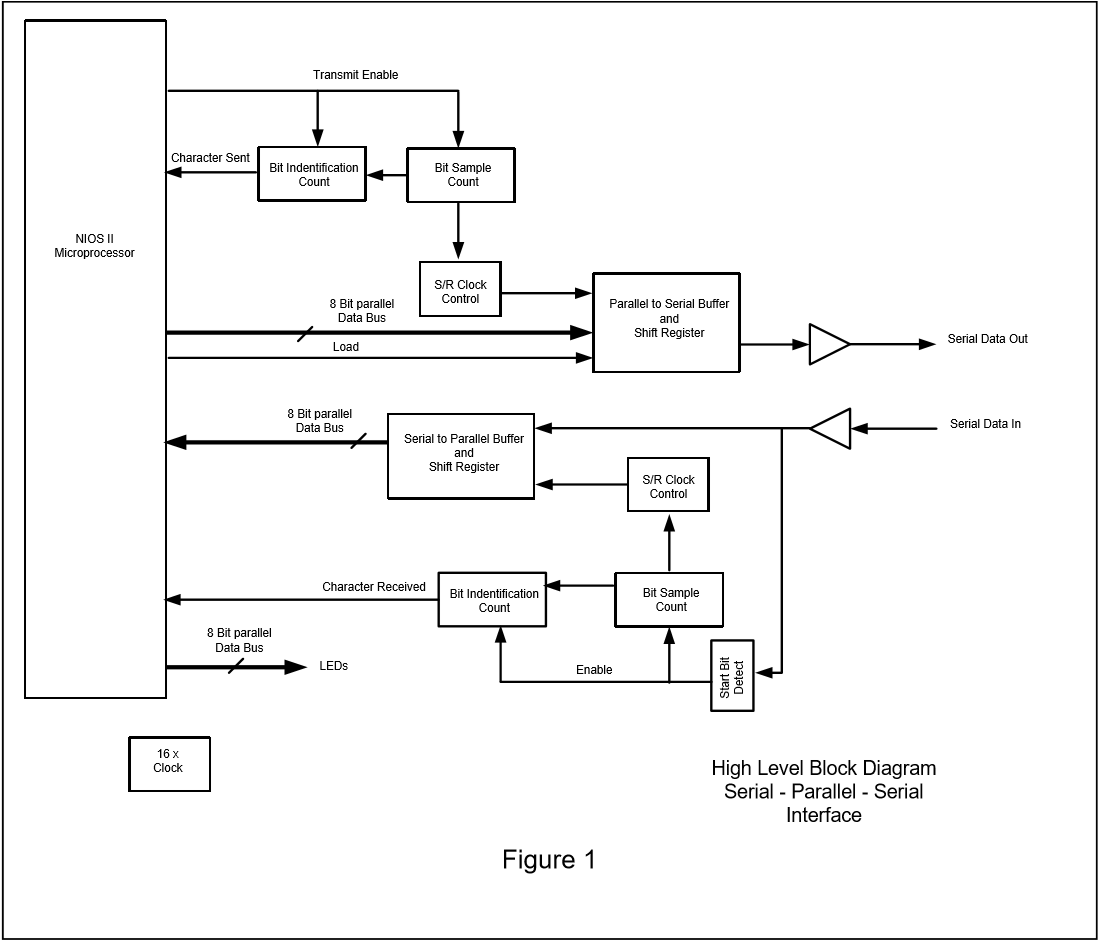 Transmit Enable
Character Sent
Bit Indentification
Count
Bit Sample
Count
NIOS II
Microprocessor
S/R Clock
Control
8 Bit parallel
Data Bus
Load
Parallel to Serial Buffer
and
Shift Register
Serial Data Out
8 Bit parallel
Data Bus
Serial to Parallel Buffer
and
Shift Register
Serial Data In
S/R Clock
Control
Character Received
Bit Indentification
Count
Bit Sample
Count
8 Bit parallel
Data Bus
LEDs
Enable
Start Bit
Detect
16 x
Clock
High Level Block Diagram
Serial - Parallel - Serial
Interface
Figure 1